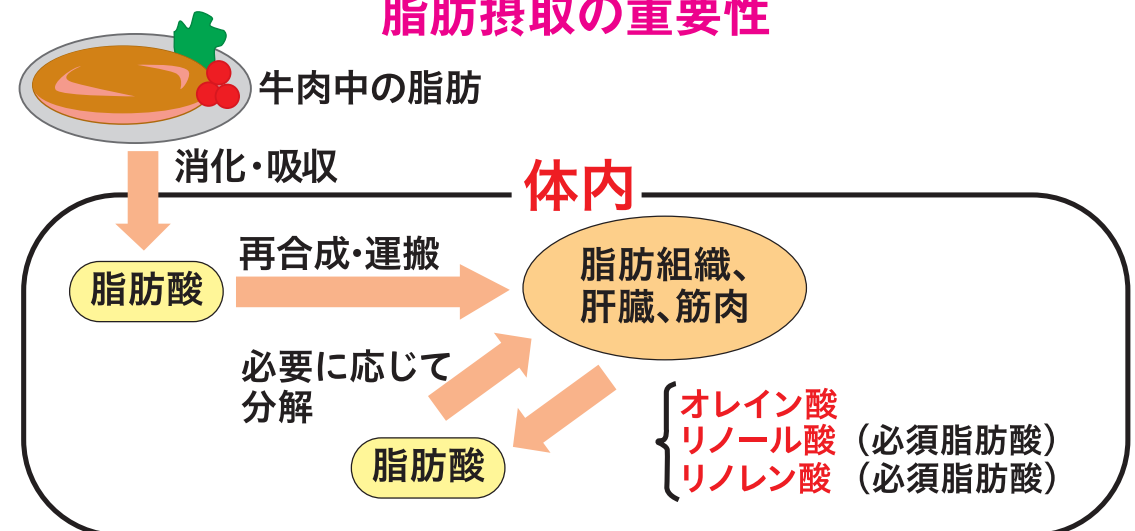 脂肪摂取の重要性
牛肉中の脂肪
消化・吸収
体内
再合成・運搬
脂肪酸
脂肪組織、
肝臓、筋肉
必要に応じて
分解
脂肪酸
オレイン酸
リノール酸（必須脂肪酸）
リノレン酸（必須脂肪酸）